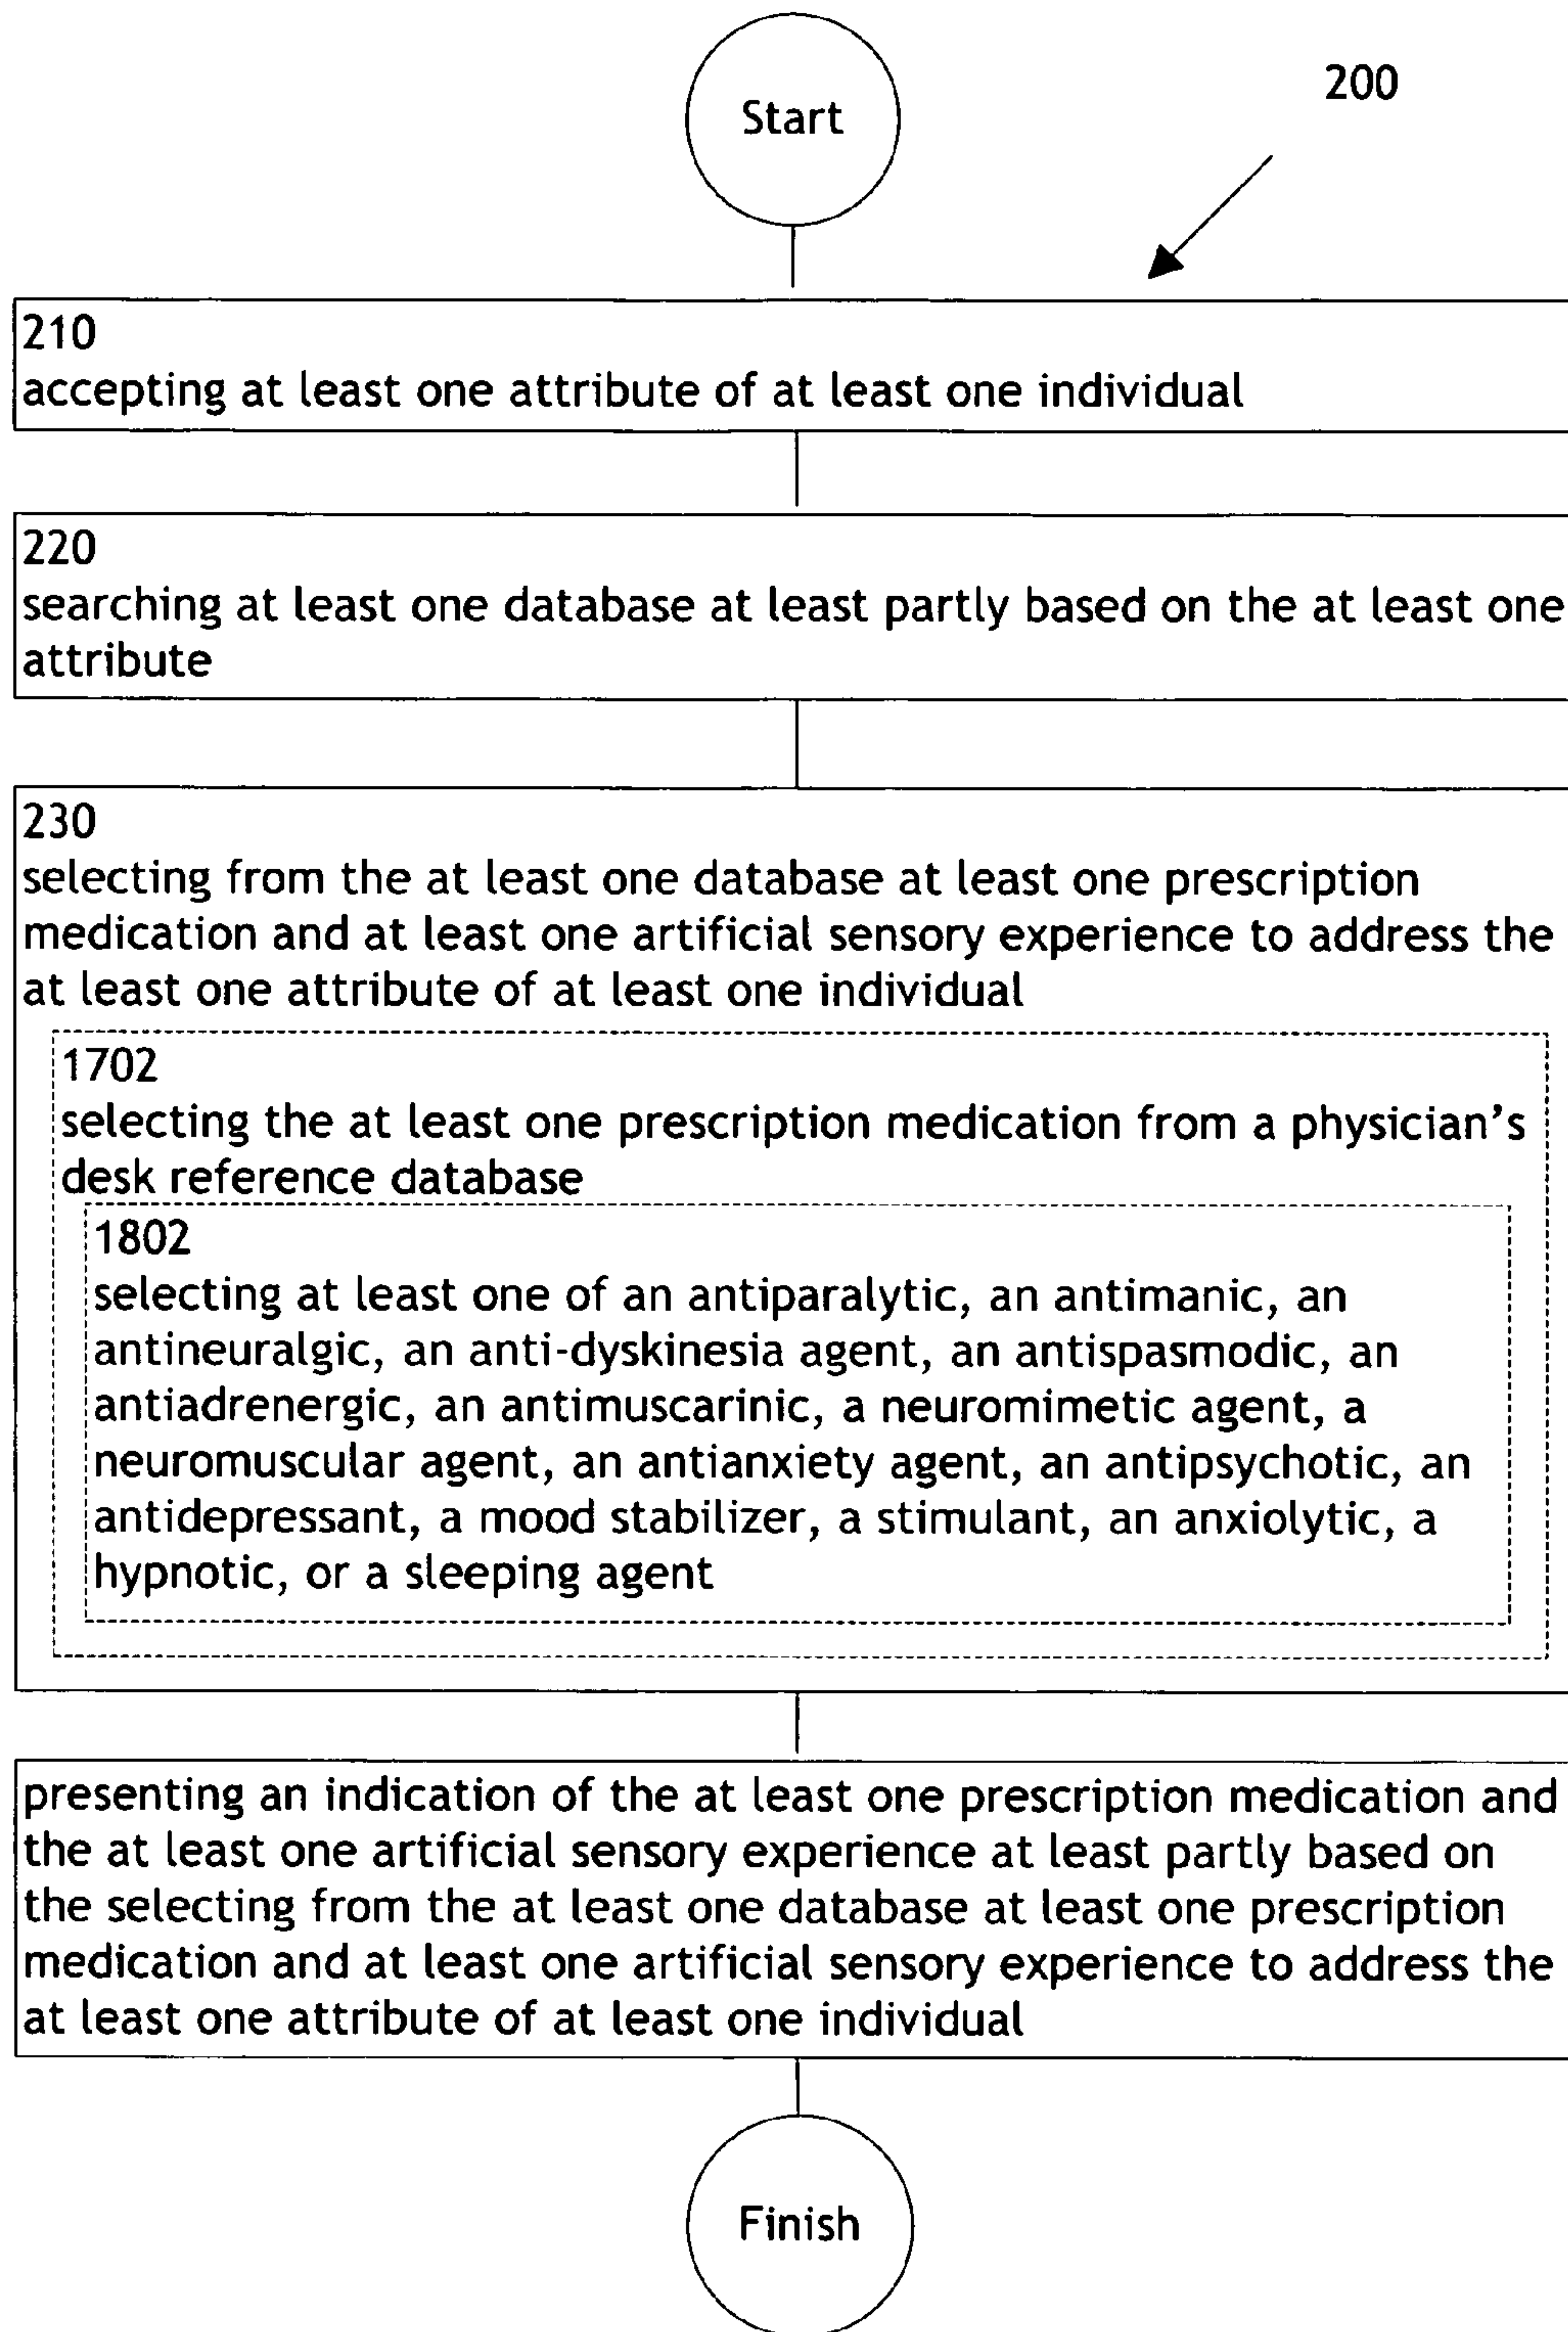 Start
200
210
accepting at least one attribute of at least one individual
220
searching at least one database at least partly based on the at least one
attribute
230
selecting from the at least one database at least one prescription
medication and at least one artificial sensory experience to address the
at least one attribute of at least one individual
1702
selecting the at least one prescription medication from a physician's
desk reference database
1802
selecting at least one of an antiparalytic, an antimanic, an
antineuralgic, an anti-dyskinesia agent, an antispasmodic, an
antiadrenergic, an antimuscarinic, a neuromimetic agent, a
neuromuscular agent, an antianxiety agent, an antipsychotic, an
antidepressant, a mood stabilizer, a stimulant, an anxiolytic, a
hypnotic, or a sleeping agent
presenting an indication of the at least one prescription medication and
the at least one artificial sensory experience at least partly based on
the selecting from the at least one database at least one prescription
medication and at least one artificial sensory experience to address the
at least one attribute of at least one individual
Finish